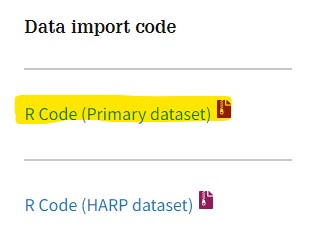 Data import code
R Code (Primary dataset)
R Code (HARP dataset)